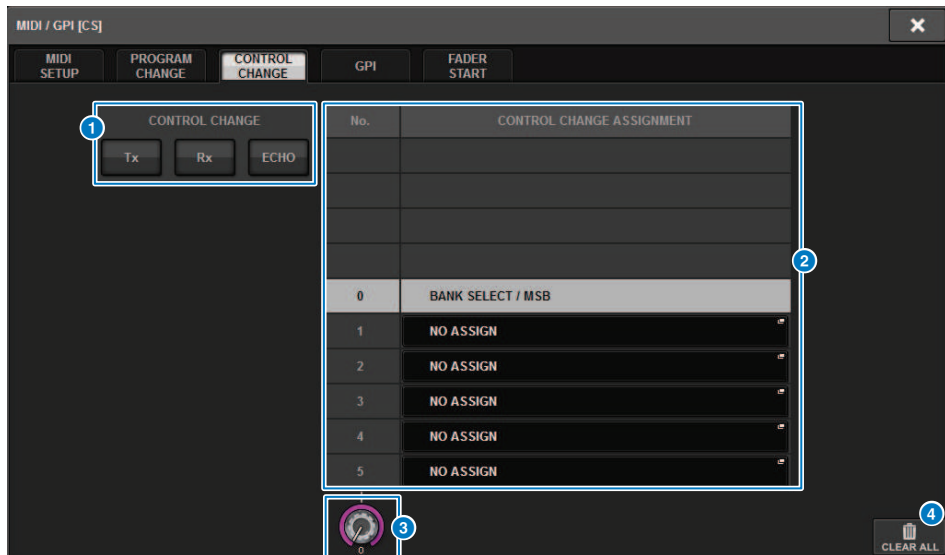 MIDI / GPI [CS]
MIDI SETUP
PROGRAM CHANGE
CONTROL CHANGE
GPI
FADER START
1
CONTROL CHANGE
Tx Rx ECHO
No. CONTROL CHANGE ASSIGNMENT
2
0 BANK SELECT / MSB
1 NO ASSIGN
2 NO ASSIGN
3 NO ASSIGN
4 NO ASSIGN
5 NO ASSIGN
3
0
4
CLEAR ALL